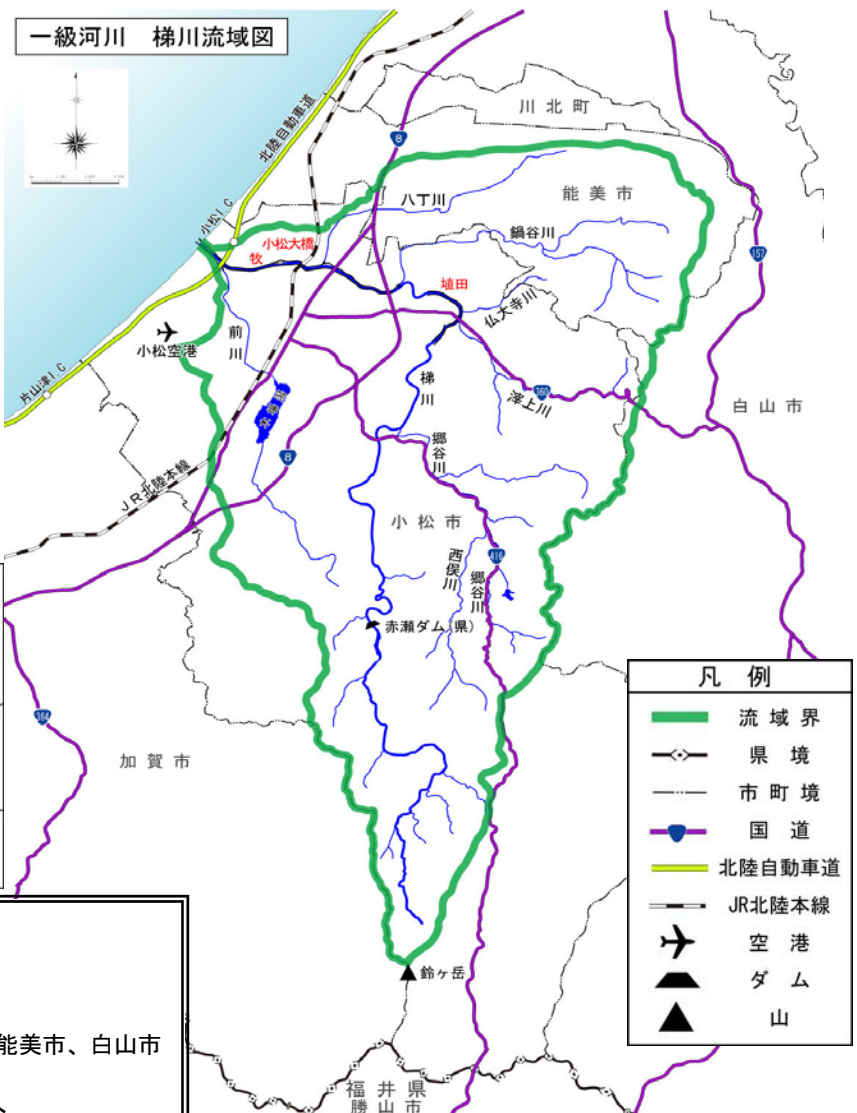 一級河川 梯川流域図
北陸自動車道
川北町
8
八丁川
能美市
小松IC
小松大橋
牧
鍋谷川
157
埴田
仏大寺川
前川
小松空港
片山津IC
梯川
360
滓上川
白山市
木場潟
郷谷川
8
JR北陸本線
小松市
416
西俣川
郷谷川
赤瀬ダム(県)
364
加賀市
鈴ヶ岳
能美市、白山市
福井県
勝山市
凡例
流域界
県境
市町境
国道
北陸自動車道
JR北陸本線
空港
ダム
山